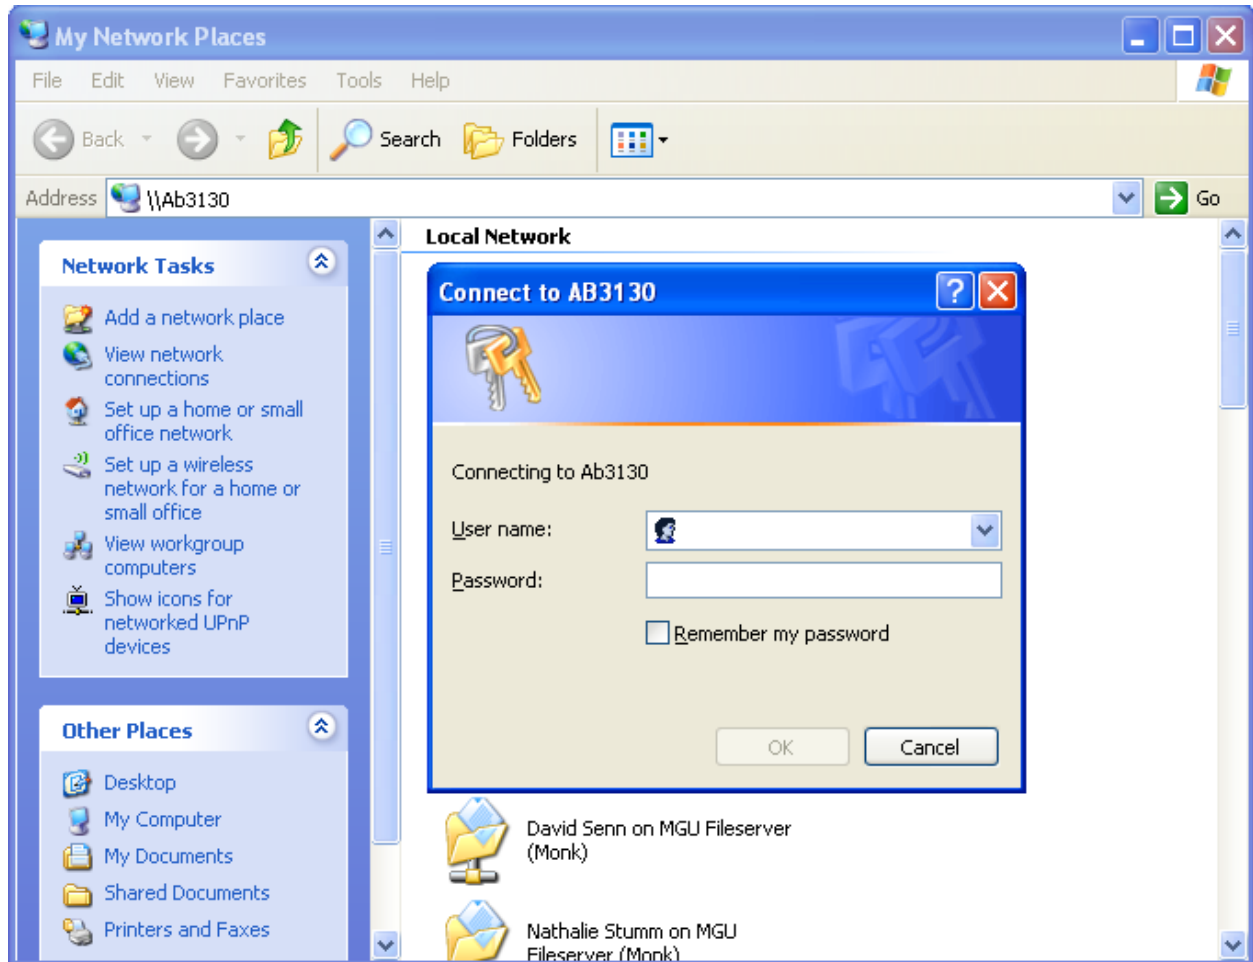 My Network Places
File Edit View Favorites Tools Help
Back Search Folders
Address \\Ab3130 Go
Network Tasks
Add a network place
View network
connections
Set up a home or small
office network
Set up a wireless
network for a home or
small office
View workgroup
computers
Show icons for
networked UPnP
devices
Other Places
Desktop
My Computer
My Documents
Shared Documents
Printers and Faxes
Local Network
Connect to AB3130
Connecting to Ab3130
User name:
Password:
Remember my password
OK Cancel
David Senn on MGU Fileserver
(Monk)
Nathalie Stumm on MGU
Fileserver (Monk)